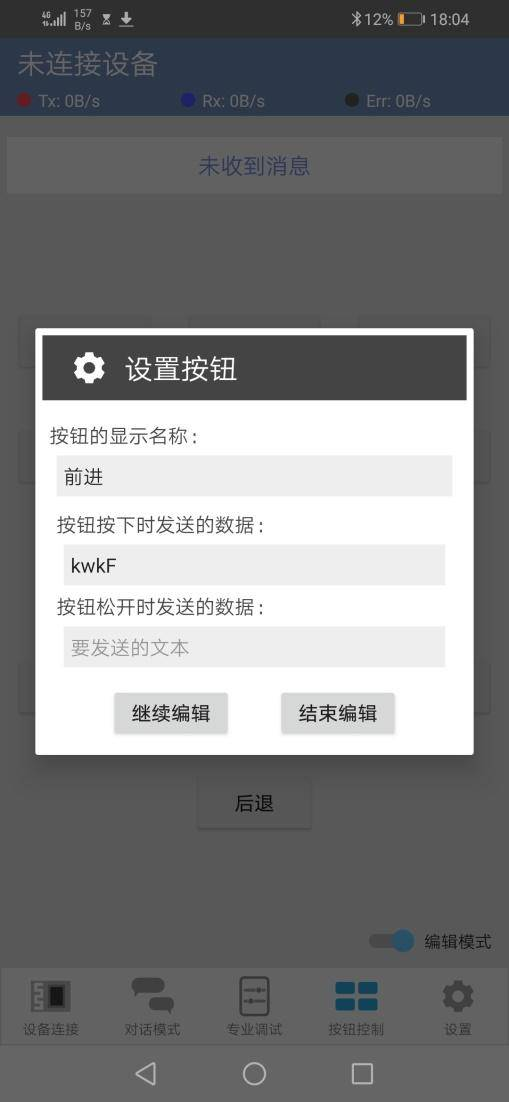 4G 157 B/s 12% 18:04
未连接设备
Tx: 0B/s Rx: 0B/s Err: 0B/s
未收到消息
设置按钮
按钮的显示名称 :
前进
按钮按下时发送的数据 :
kwkF
按钮松开时发送的数据 :
要发送的文本
继续编辑 结束编辑
后退
编辑模式
设备连接 对话模式 专业调试 按钮控制 设置